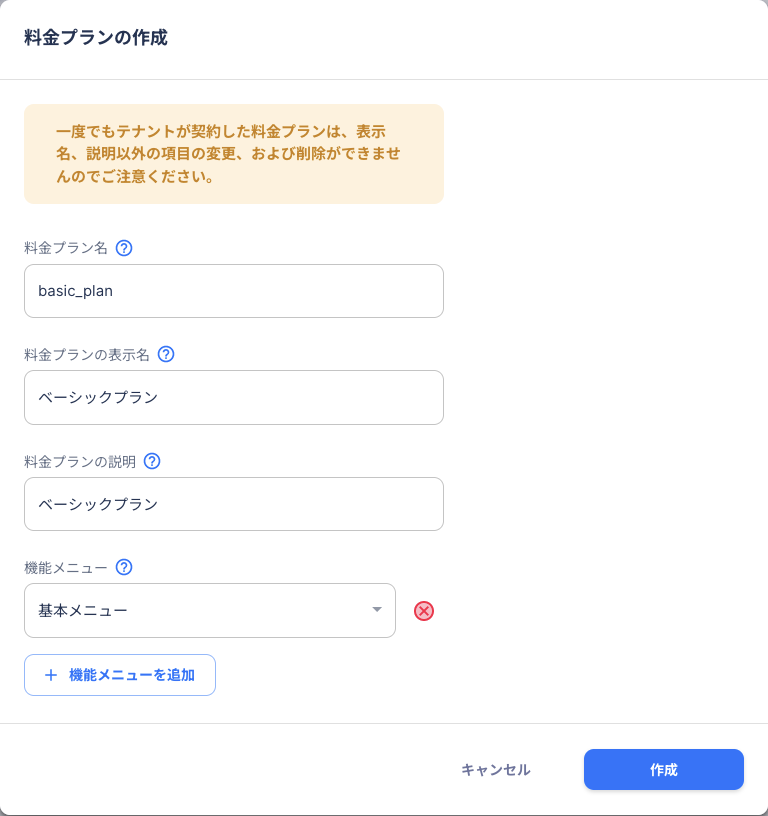 料金プランの作成
一度でもテナントが契約した料金プランは、表示
名、説明以外の項目の変更、および削除ができませ
んのでご注意ください。
料金プラン名
basic_plan
料金プランの表示名
ベーシックプラン
料金プランの説明
ベーシックプラン
機能メニュー
基本メニュー
機能メニューを追加
キャンセル
作成